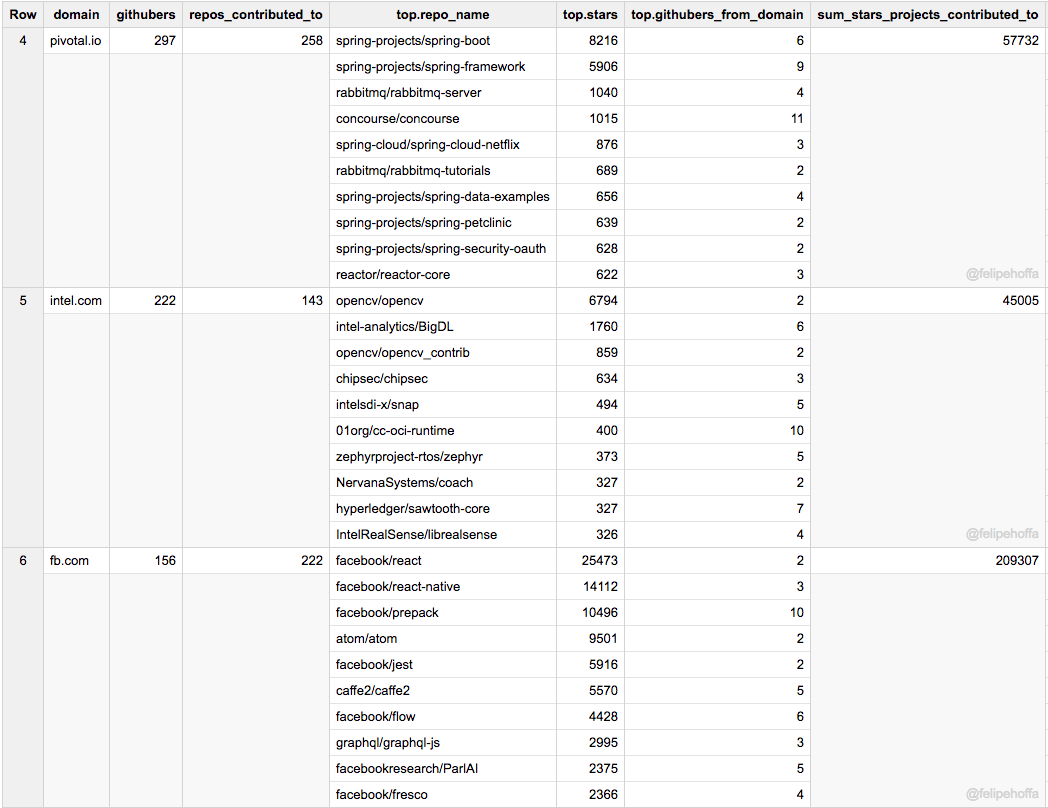 Row domain githubers repos_contributed_to top.repo_name top.stars top.githubers_from_domain sum_stars_projects_contributed_to
4 pivotal.io 297 258 spring-projects/spring-boot 8216 6 57732
spring-projects/spring-framework 5906 9
rabbitmq/rabbitmq-server 1040 4
concourse/concourse 1015 11
spring-cloud/spring-cloud-netflix 876 3
rabbitmq/rabbitmq-tutorials 689 2
spring-projects/spring-data-examples 656 4
spring-projects/spring-petclinic 639 2
spring-projects/spring-security-oauth 628 2
reactor/reactor-core 622 3 @felipehoffa
5 intel.com 222 143 opencv/opencv 6794 2 45005
intel-analytics/BigDL 1760 6
opencv/opencv_contrib 859 2
chipsec/chipsec 634 3
intelsdi-x/snap 494 5
01org/cc-oci-runtime 400 10
zephyrproject-rtos/zephyr 373 5
NervanaSystems/coach 327 2
hyperledger/sawtooth-core 327 7
IntelRealSense/librealsense 326 4 @felipehoffa
6 fb.com 156 222 facebook/react 25473 2 209307
facebook/react-native 14112 3
facebook/prepack 10496 10
atom/atom 9501 2
facebook/jest 5916 2
caffe2/caffe2 5570 5
facebook/flow 4428 6
graphql/graphql-js 2995 3
facebookresearch/ParlAI 2375 5
facebook/fresco 2366 4 @felipehoffa